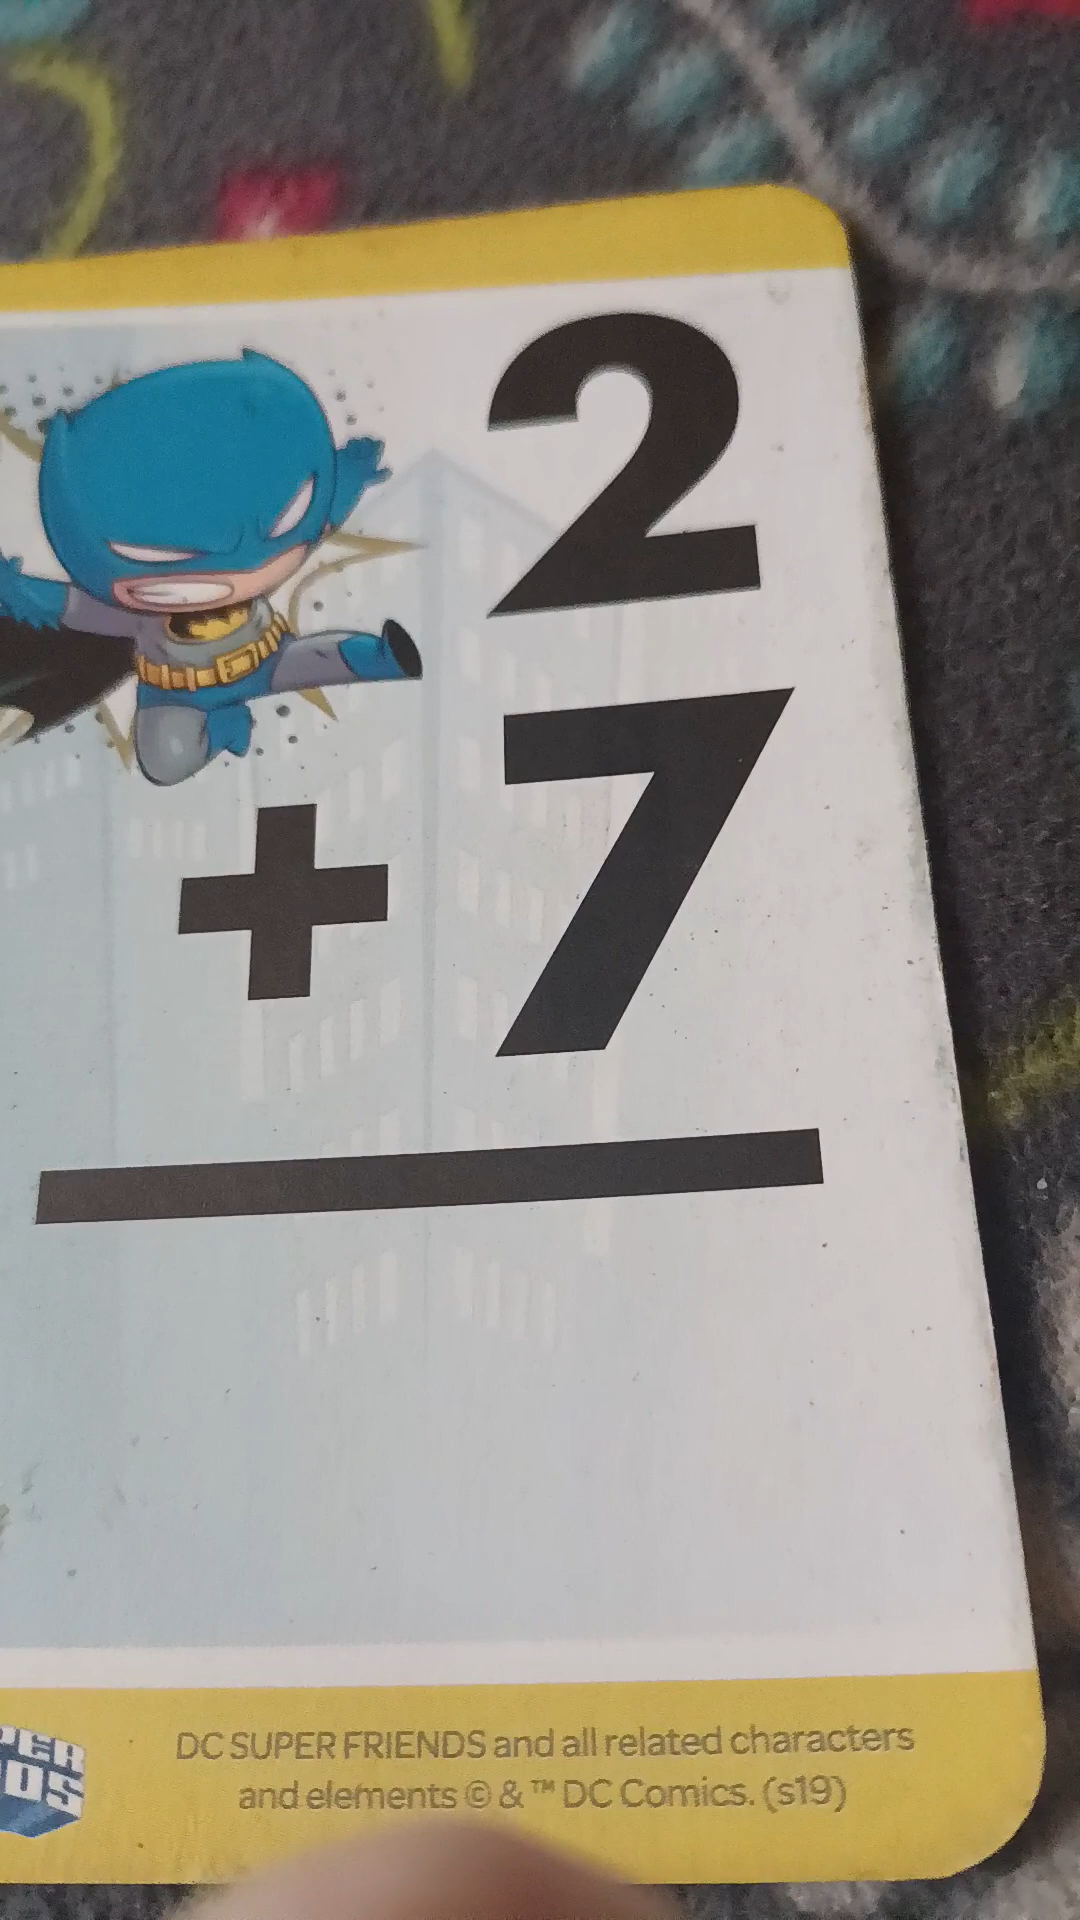 2
+ 7
DC SUPER FRIENDS and all related characters
and elements © & ™ DC Comics. (s19)